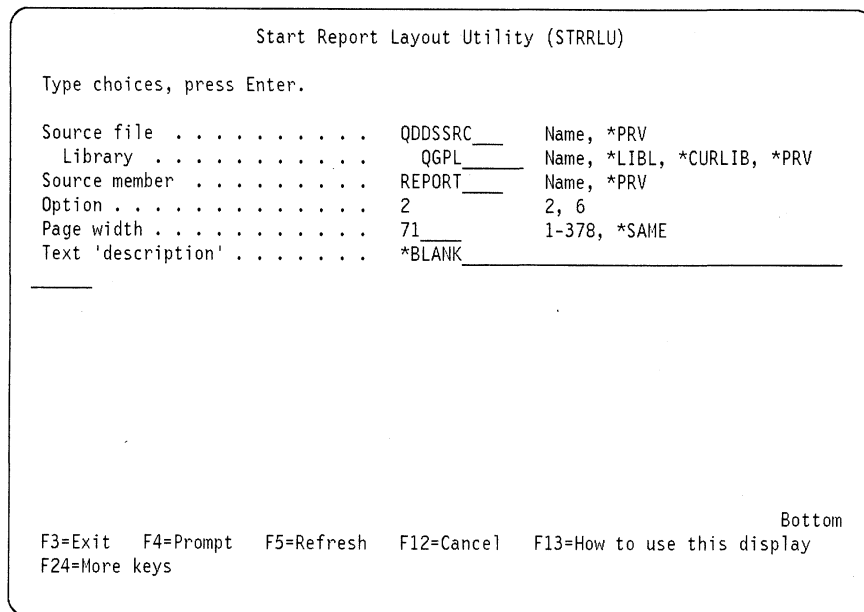 Start Report Layout Utility (STRRLU)
Type choices, press Enter.
Source file . . . . . . . . . . QDDSSRC___ Name, *PRV
Library . . . . . . . . . . . QGPL______ Name, *LIBL, *CURLIB, *PRV
Source member . . . . . . . . . REPORT____ Name, *PRV
Option . . . . . . . . . . . . . 2 2, 6
Page width . . . . . . . . . . . 71____ 1-378, *SAME
Text 'description' . . . . . . . *BLANK______________________________________
______
Bottom
F3=Exit F4=Prompt F5=Refresh F12=Cancel F13=How to use this display
F24=More keys